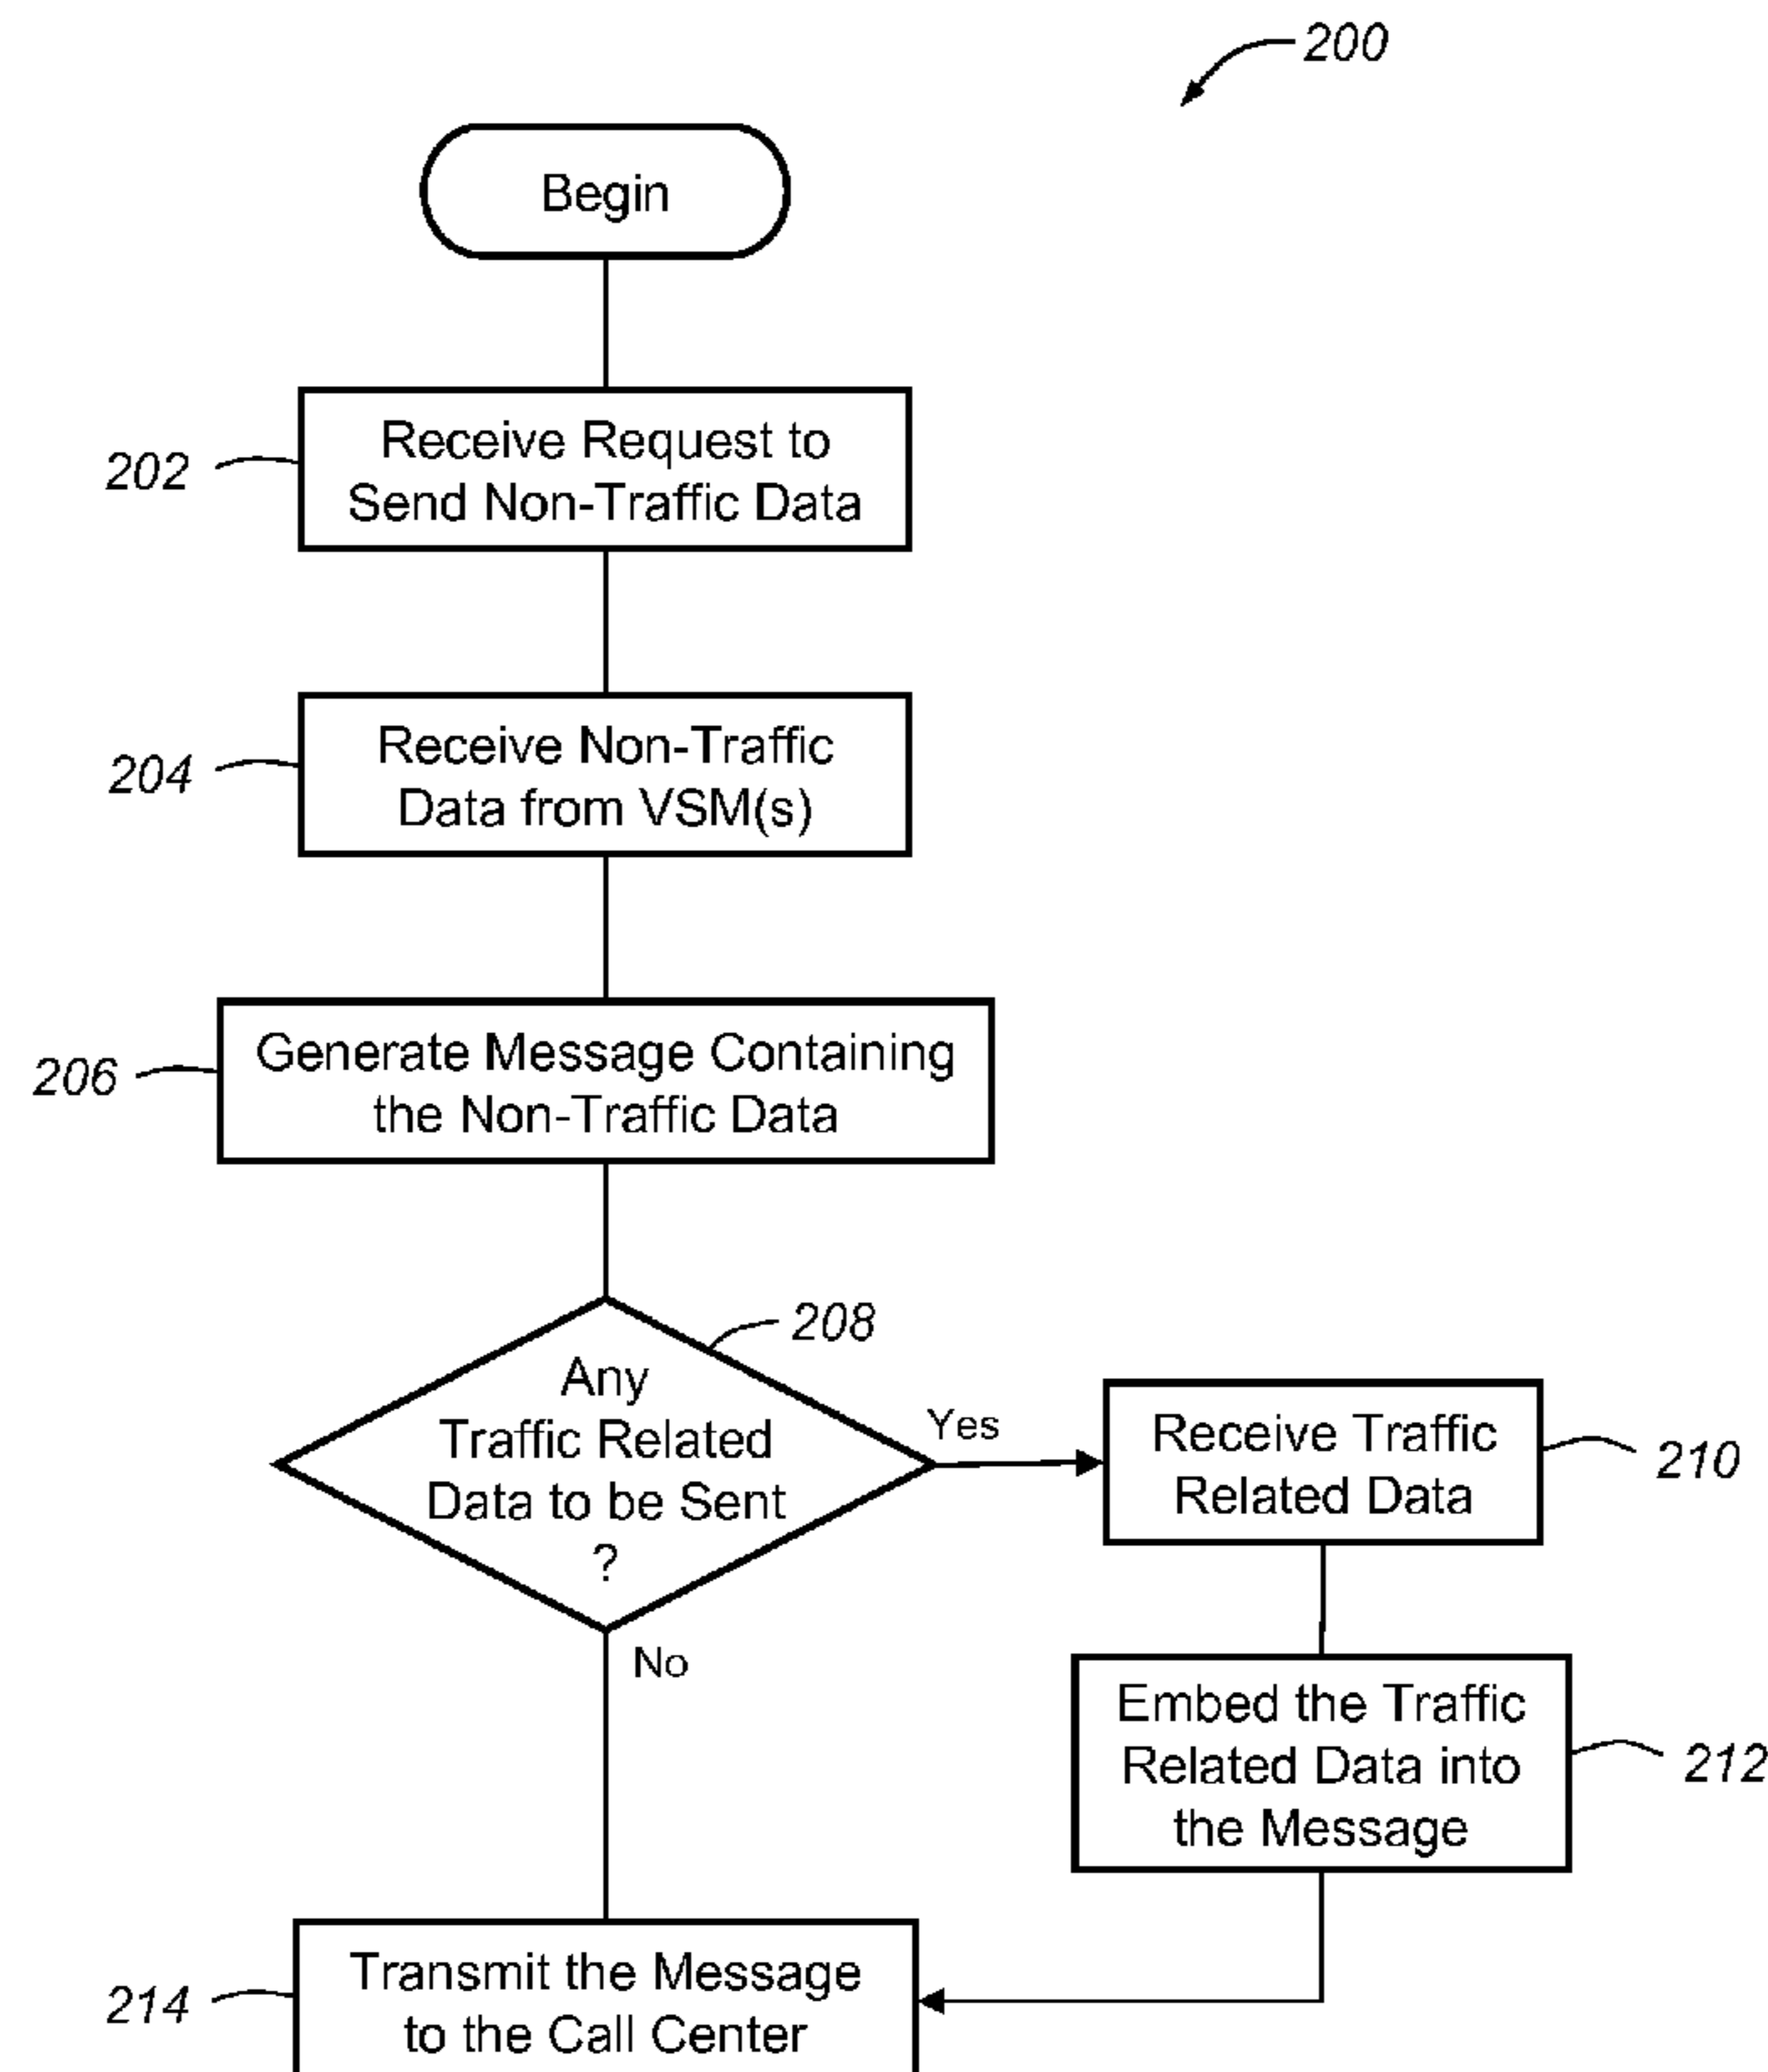 200
Begin
202
Receive Request to
Send Non-Traffic Data
204
Receive Non-Traffic
Data from VSM(s)
206
Generate Message Containing
the Non-Traffic Data
208
Any
Traffic Related
Data to be Sent
?
Yes
No
Receive Traffic
Related Data
210
Embed the Traffic
Related Data into
the Message
212
214
Transmit the Message
to the Call Center